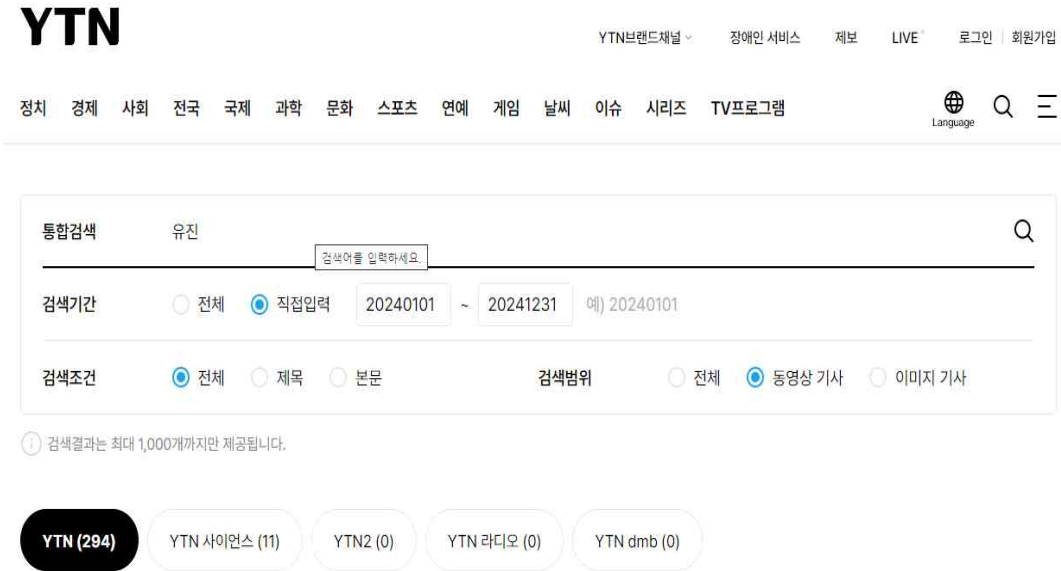 YTN
YTN브랜드채널 장애인 서비스 제보 LIVE 로그인 회원가입
정치 경제 사회 전국 국제 과학 문화 스포츠 연예 게임 날씨 이슈 시리즈 TV프로그램
Language
통합검색 유진
검색어를 입력하세요.
검색기간 전체 직접입력 20240101 ~ 20241231 예) 20240101
검색조건 전체 제목 본문 검색범위 전체 동영상 기사 이미지 기사
검색결과는 최대 1,000개까지만 제공됩니다.
YTN (294) YTN 사이언스 (11) YTN2 (0) YTN 라디오 (0) YTN dmb (0)